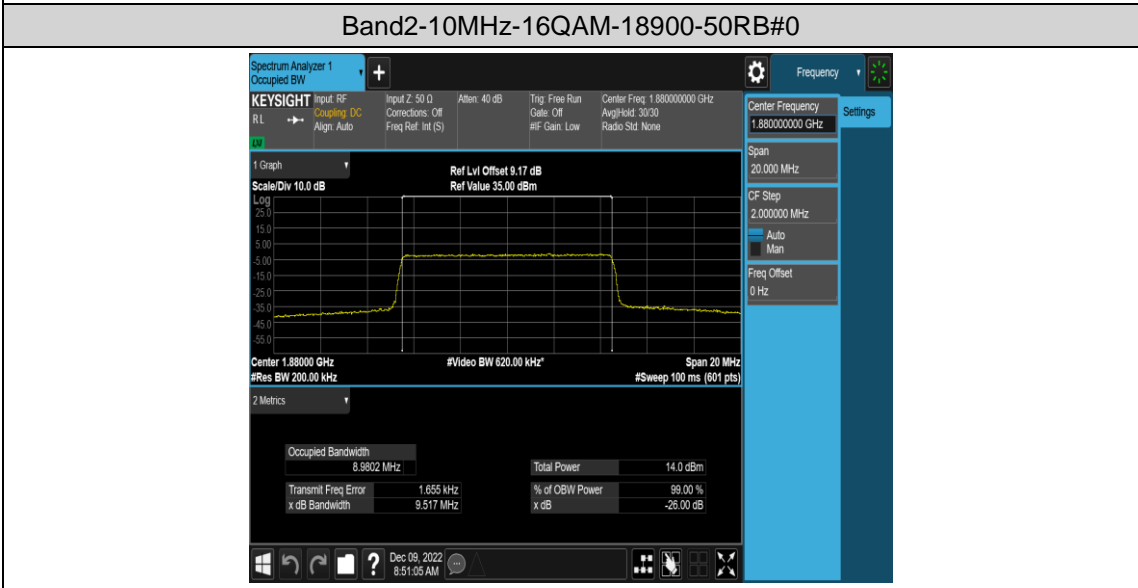 Band2-10MHz-16QAM-18900-50RB#0
Spectrum Analyzer 1
Occupied BW
+
Frequency
KEYSIGHT
RL
LXI
Input: RF
Coupling: DC
Align: Auto
Input Z: 50 Ω
Corrections: Off
Freq Ref: Int (S)
Atten: 40 dB
Trig: Free Run
Gate: Off
#IF Gain: Low
Center Freq: 1.880000000 GHz
Avg|Hold: 30/30
Radio Std: None
Center Frequency
1.880000000 GHz
Settings
Span
20.000 MHz
CF Step
2.000000 MHz
Auto
Man
Freq Offset
0 Hz
1 Graph
Scale/Div 10.0 dB
Ref Lvl Offset 9.17 dB
Ref Value 35.00 dBm
Log
25.0
15.0
5.00
-5.00
-15.0
-25.0
-35.0
-45.0
-55.0
Center 1.88000 GHz
#Video BW 620.00 kHz*
Span 20 MHz
#Res BW 200.00 kHz
#Sweep 100 ms (601 pts)
2 Metrics
Occupied Bandwidth
8.9802 MHz
Total Power 14.0 dBm
Transmit Freq Error 1.655 kHz
% of OBW Power 99.00 %
x dB Bandwidth 9.517 MHz
x dB -26.00 dB
?
Dec 09, 2022
8:51:05 AM